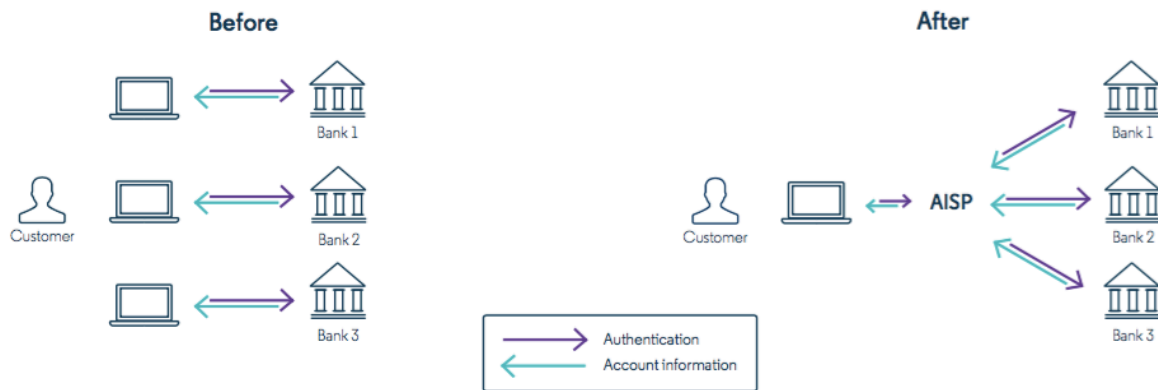 Before
Bank 1
Customer
Bank 2
Bank 3
After
Bank 1
Customer
AISP
Bank 2
Bank 3
Authentication
Account information